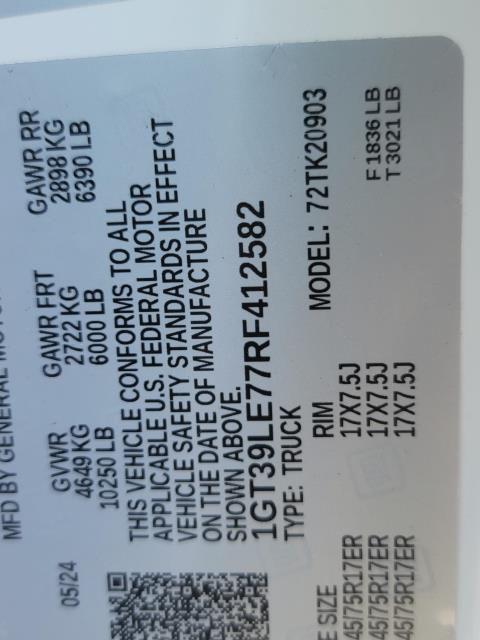 MFD BY GENERAL
05/24
GVWR GAWR FRT GAWR RR
4649 KG 2722 KG 2898 KG
10250 LB 6000 LB 6390 LB
THIS VEHICLE CONFORMS TO ALL
APPLICABLE U.S. FEDERAL MOTOR
VEHICLE SAFETY STANDARDS IN EFFECT
ON THE DATE OF MANUFACTURE
SHOWN ABOVE.
1GT39LE77RF412582
TYPE: TRUCK MODEL: 72TK20903
E SIZE RIM
45/75R17ER 17X7.5J
45/75R17ER 17X7.5J F1836 LB
45/75R17ER 17X7.5J T3021 LB